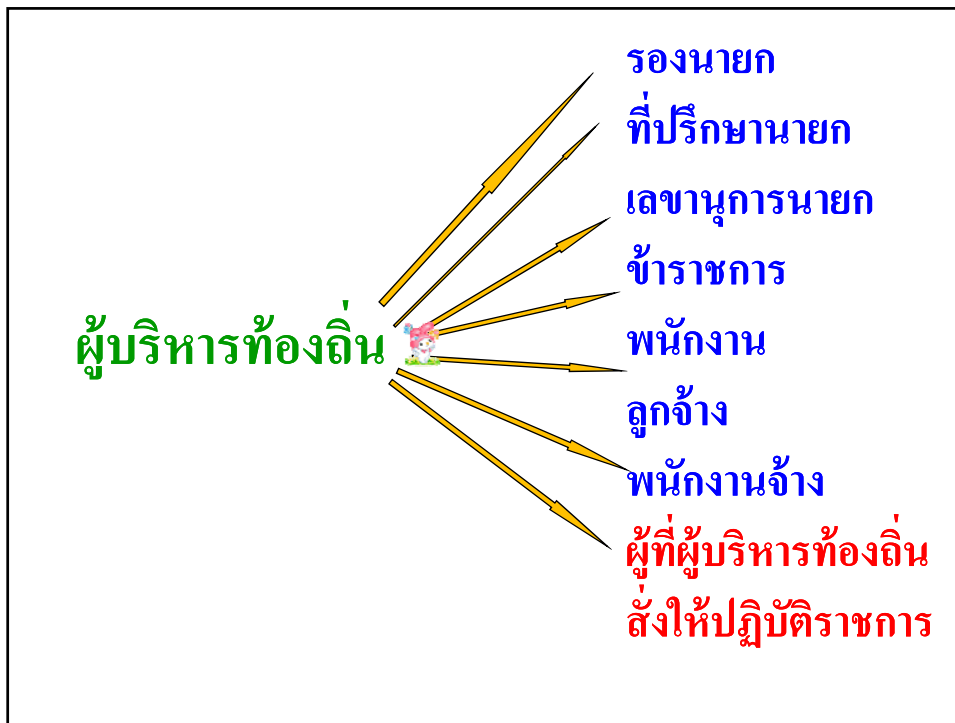 รองนายก
ที่ปรึกษานายก
เลขานุการนายก
ข้าราชการ
ผู้บริหารท้องถิ่น
พนักงาน
ลูกจ้าง
พนักงานจ้าง
ผู้ที่ผู้บริหารท้องถิ่น
สั่งให้ปฏิบัติราชการ